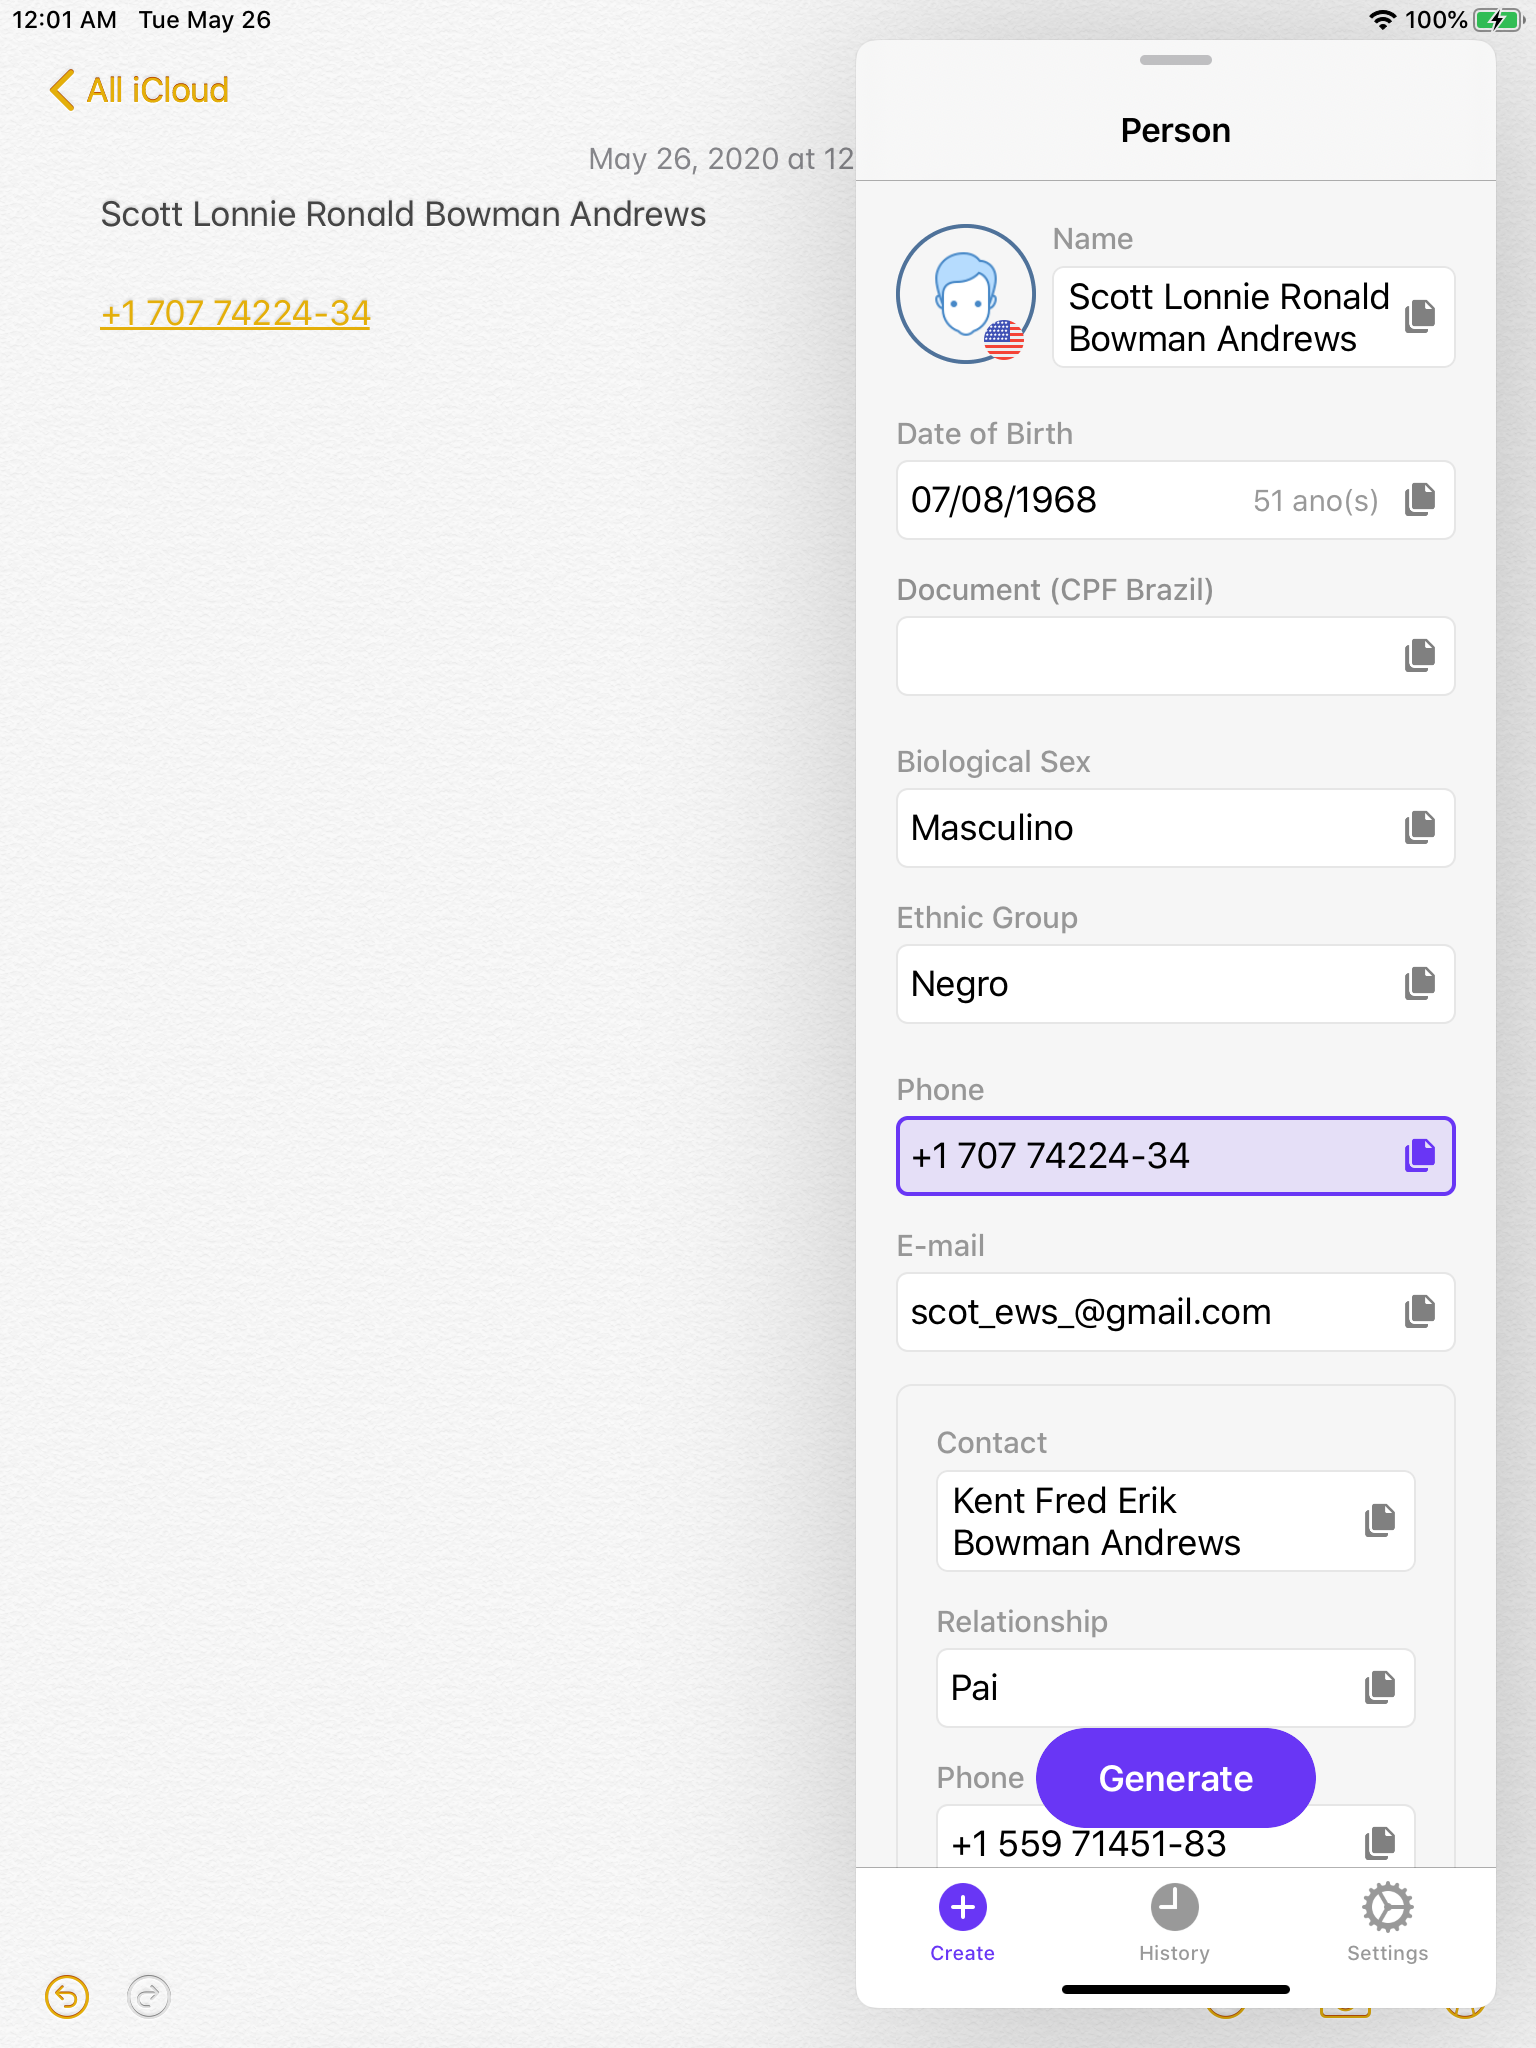 12:01 AM Tue May 26
100%
All iCloud
May 26, 2020 at 12
Scott Lonnie Ronald Bowman Andrews
+1 707 74224-34
Person
Name
Scott Lonnie Ronald
Bowman Andrews
Date of Birth
07/08/1968 51 ano(s)
Document (CPF Brazil)
Biological Sex
Masculino
Ethnic Group
Negro
Phone
+1 707 74224-34
E-mail
scot_ews_@gmail.com
Contact
Kent Fred Erik
Bowman Andrews
Relationship
Pai
Phone
Generate
+1 559 71451-83
Create History Settings